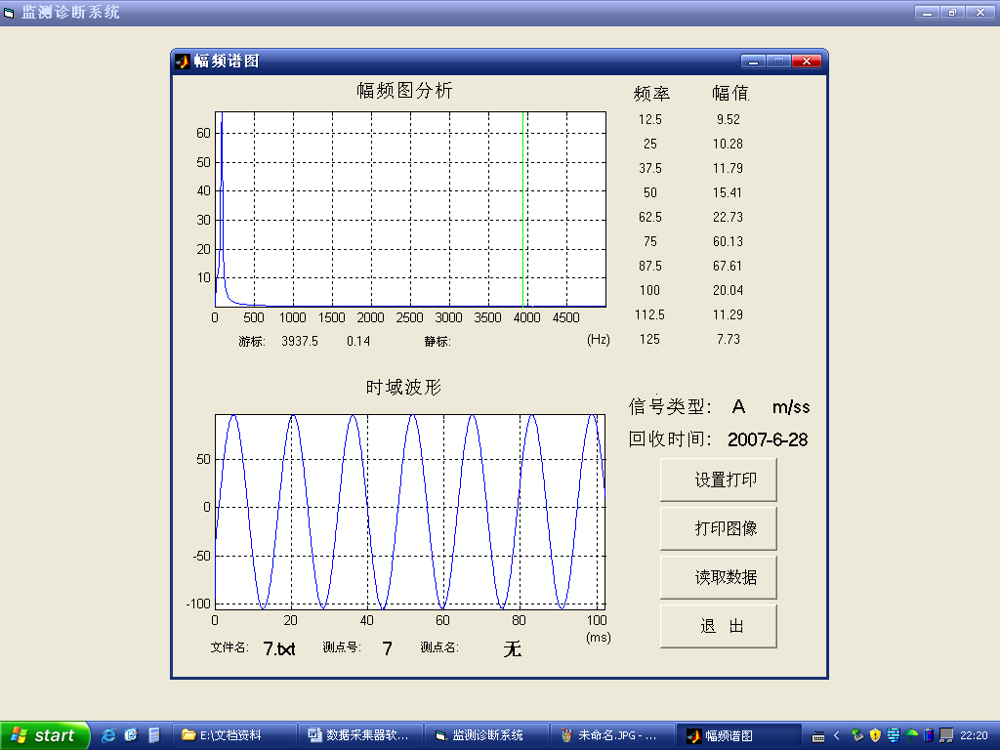 监测诊断系统
幅频谱图
幅频图分析
60
50
40
30
20
10
0 500 1000 1500 2000 2500 3000 3500 4000 4500
游标: 3937.5 0.14 静标: (Hz)
频率 幅值
12.5 9.52
25 10.28
37.5 11.79
50 15.41
62.5 22.73
75 60.13
87.5 67.61
100 20.04
112.5 11.29
125 7.73
时域波形
50
0
-50
-100
0 20 40 60 80 100
(ms)
文件名: 7.txt 测点号: 7 测点名: 无
信号类型: A m/ss
回收时间: 2007-6-28
设置打印
打印图像
读取数据
退 出
start E:\文档资料 数据采集器软... 监测诊断系统 未命名.JPG - ... 幅频谱图 22:20